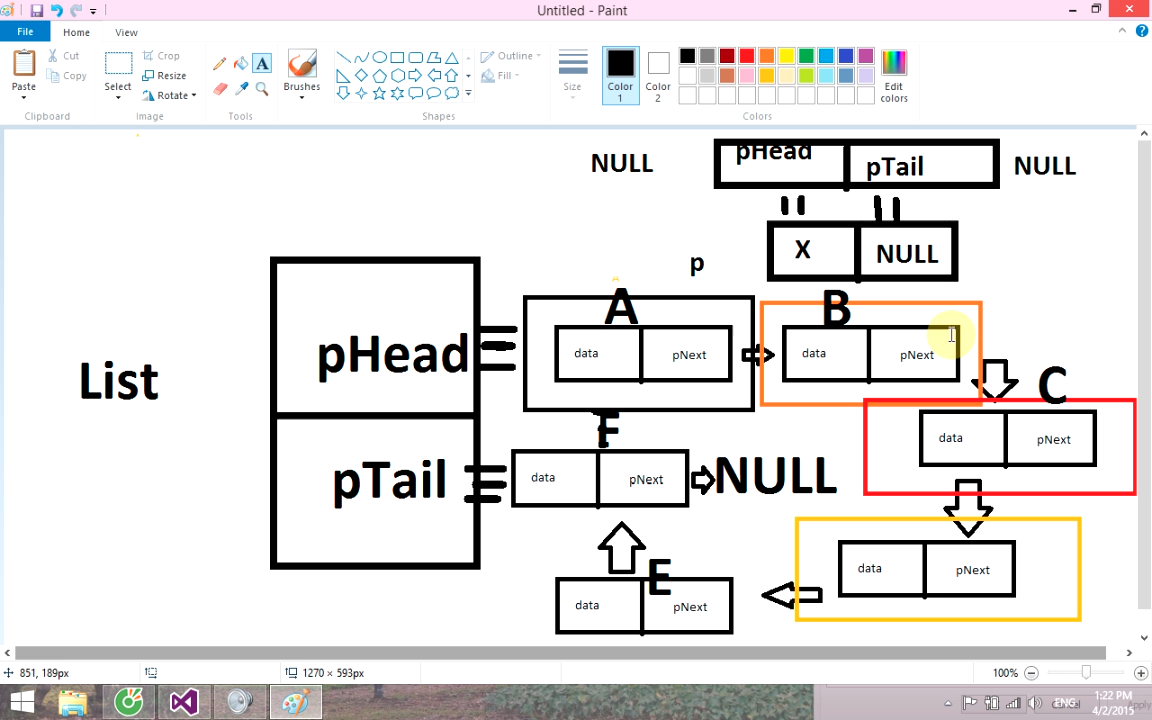 Untitled - Paint
File
Home
View
Cut
Copy
Paste
Clipboard
Select
Crop
Resize
Rotate
Image
Tools
Brushes
Shapes
Outline
Fill
Size
Color 1
Color 2
Edit colors
Colors
NULL
pHead
pTail
NULL
X
NULL
p
List
pHead
A
data
pNext
B
data
pNext
C
data
pNext
pTail
F
data
pNext
NULL
data
pNext
E
data
pNext
851, 189px
1270 × 593px
100%
ENG
1:22 PM
4/2/2015